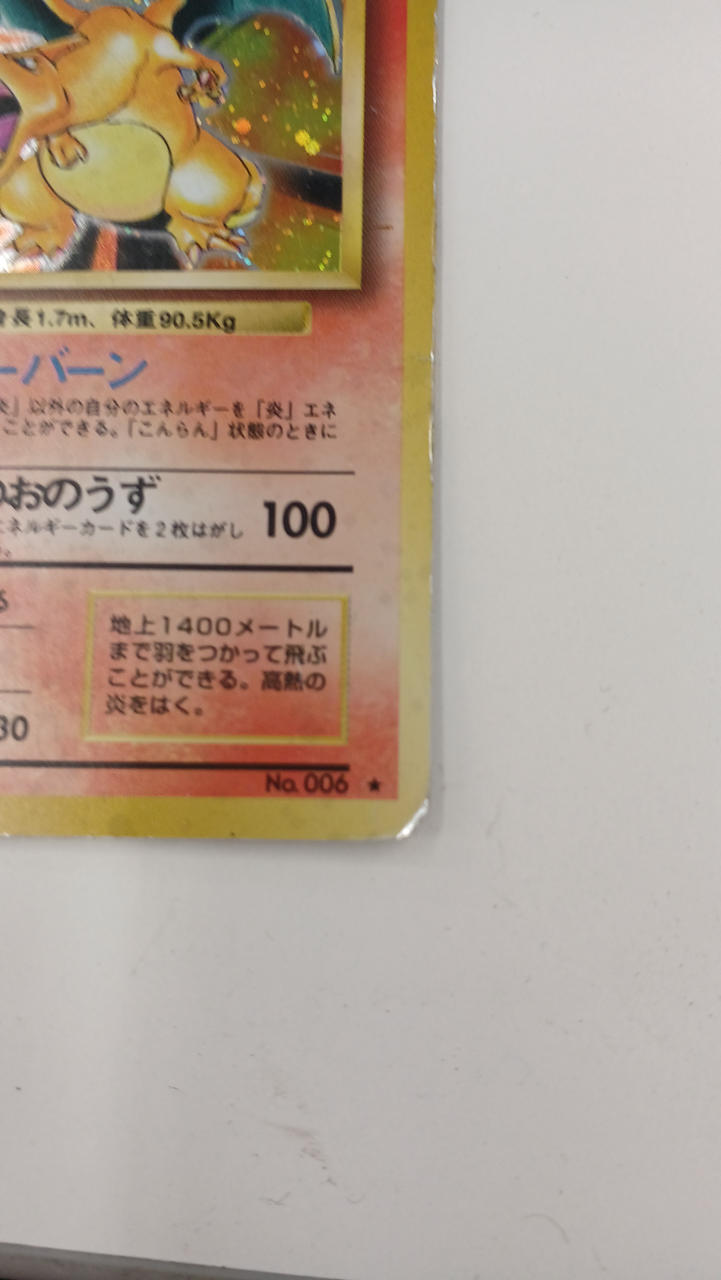 長1.7m、体重90.5Kg
ーバーン
」以外の自分のエネルギーを「炎」エネ
ことができる。「こんらん」状態のときに
おのうず 100
ネルギーカードを2枚はがし
。
地上1400メートル
まで羽をつかって飛ぶ
ことができる。高熱の
炎をはく。
30
No. 006 ★